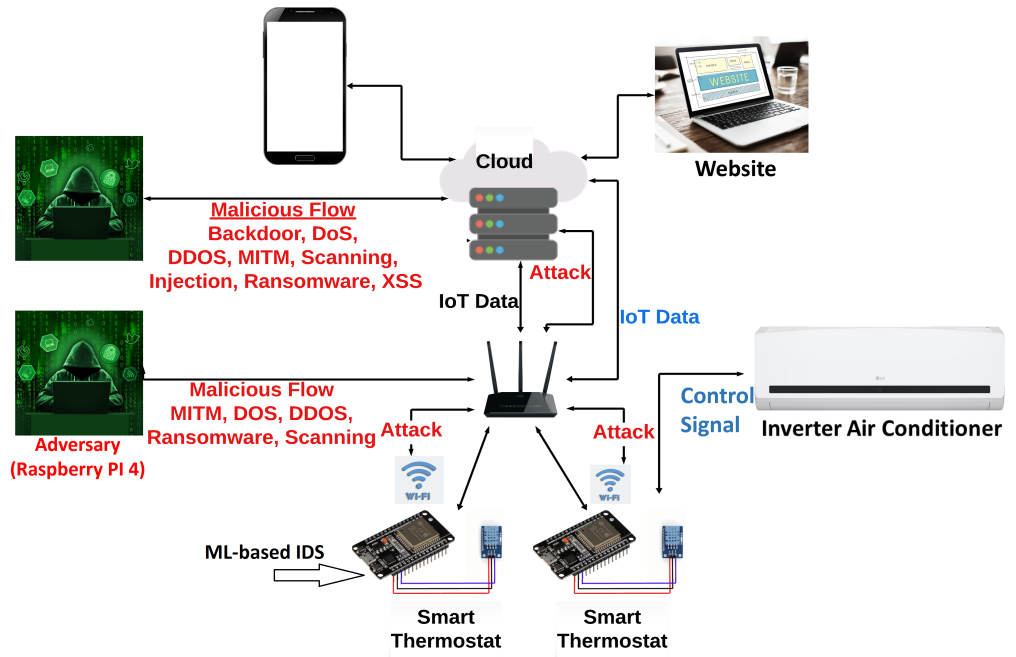 WEBSITE
Website
Cloud
Malicious Flow
Backdoor, DoS,
DDOS, MITM, Scanning,
Injection, Ransomware, XSS
Attack
IoT Data
IoT Data
Malicious Flow
MITM, DOS, DDOS,
Ransomware, Scanning
Adversary
(Raspberry PI 4)
Attack
Attack
Control
Signal
LG
Inverter Air Conditioner
Wi-Fi
Wi-Fi
ML-based IDS
Smart
Thermostat
Smart
Thermostat